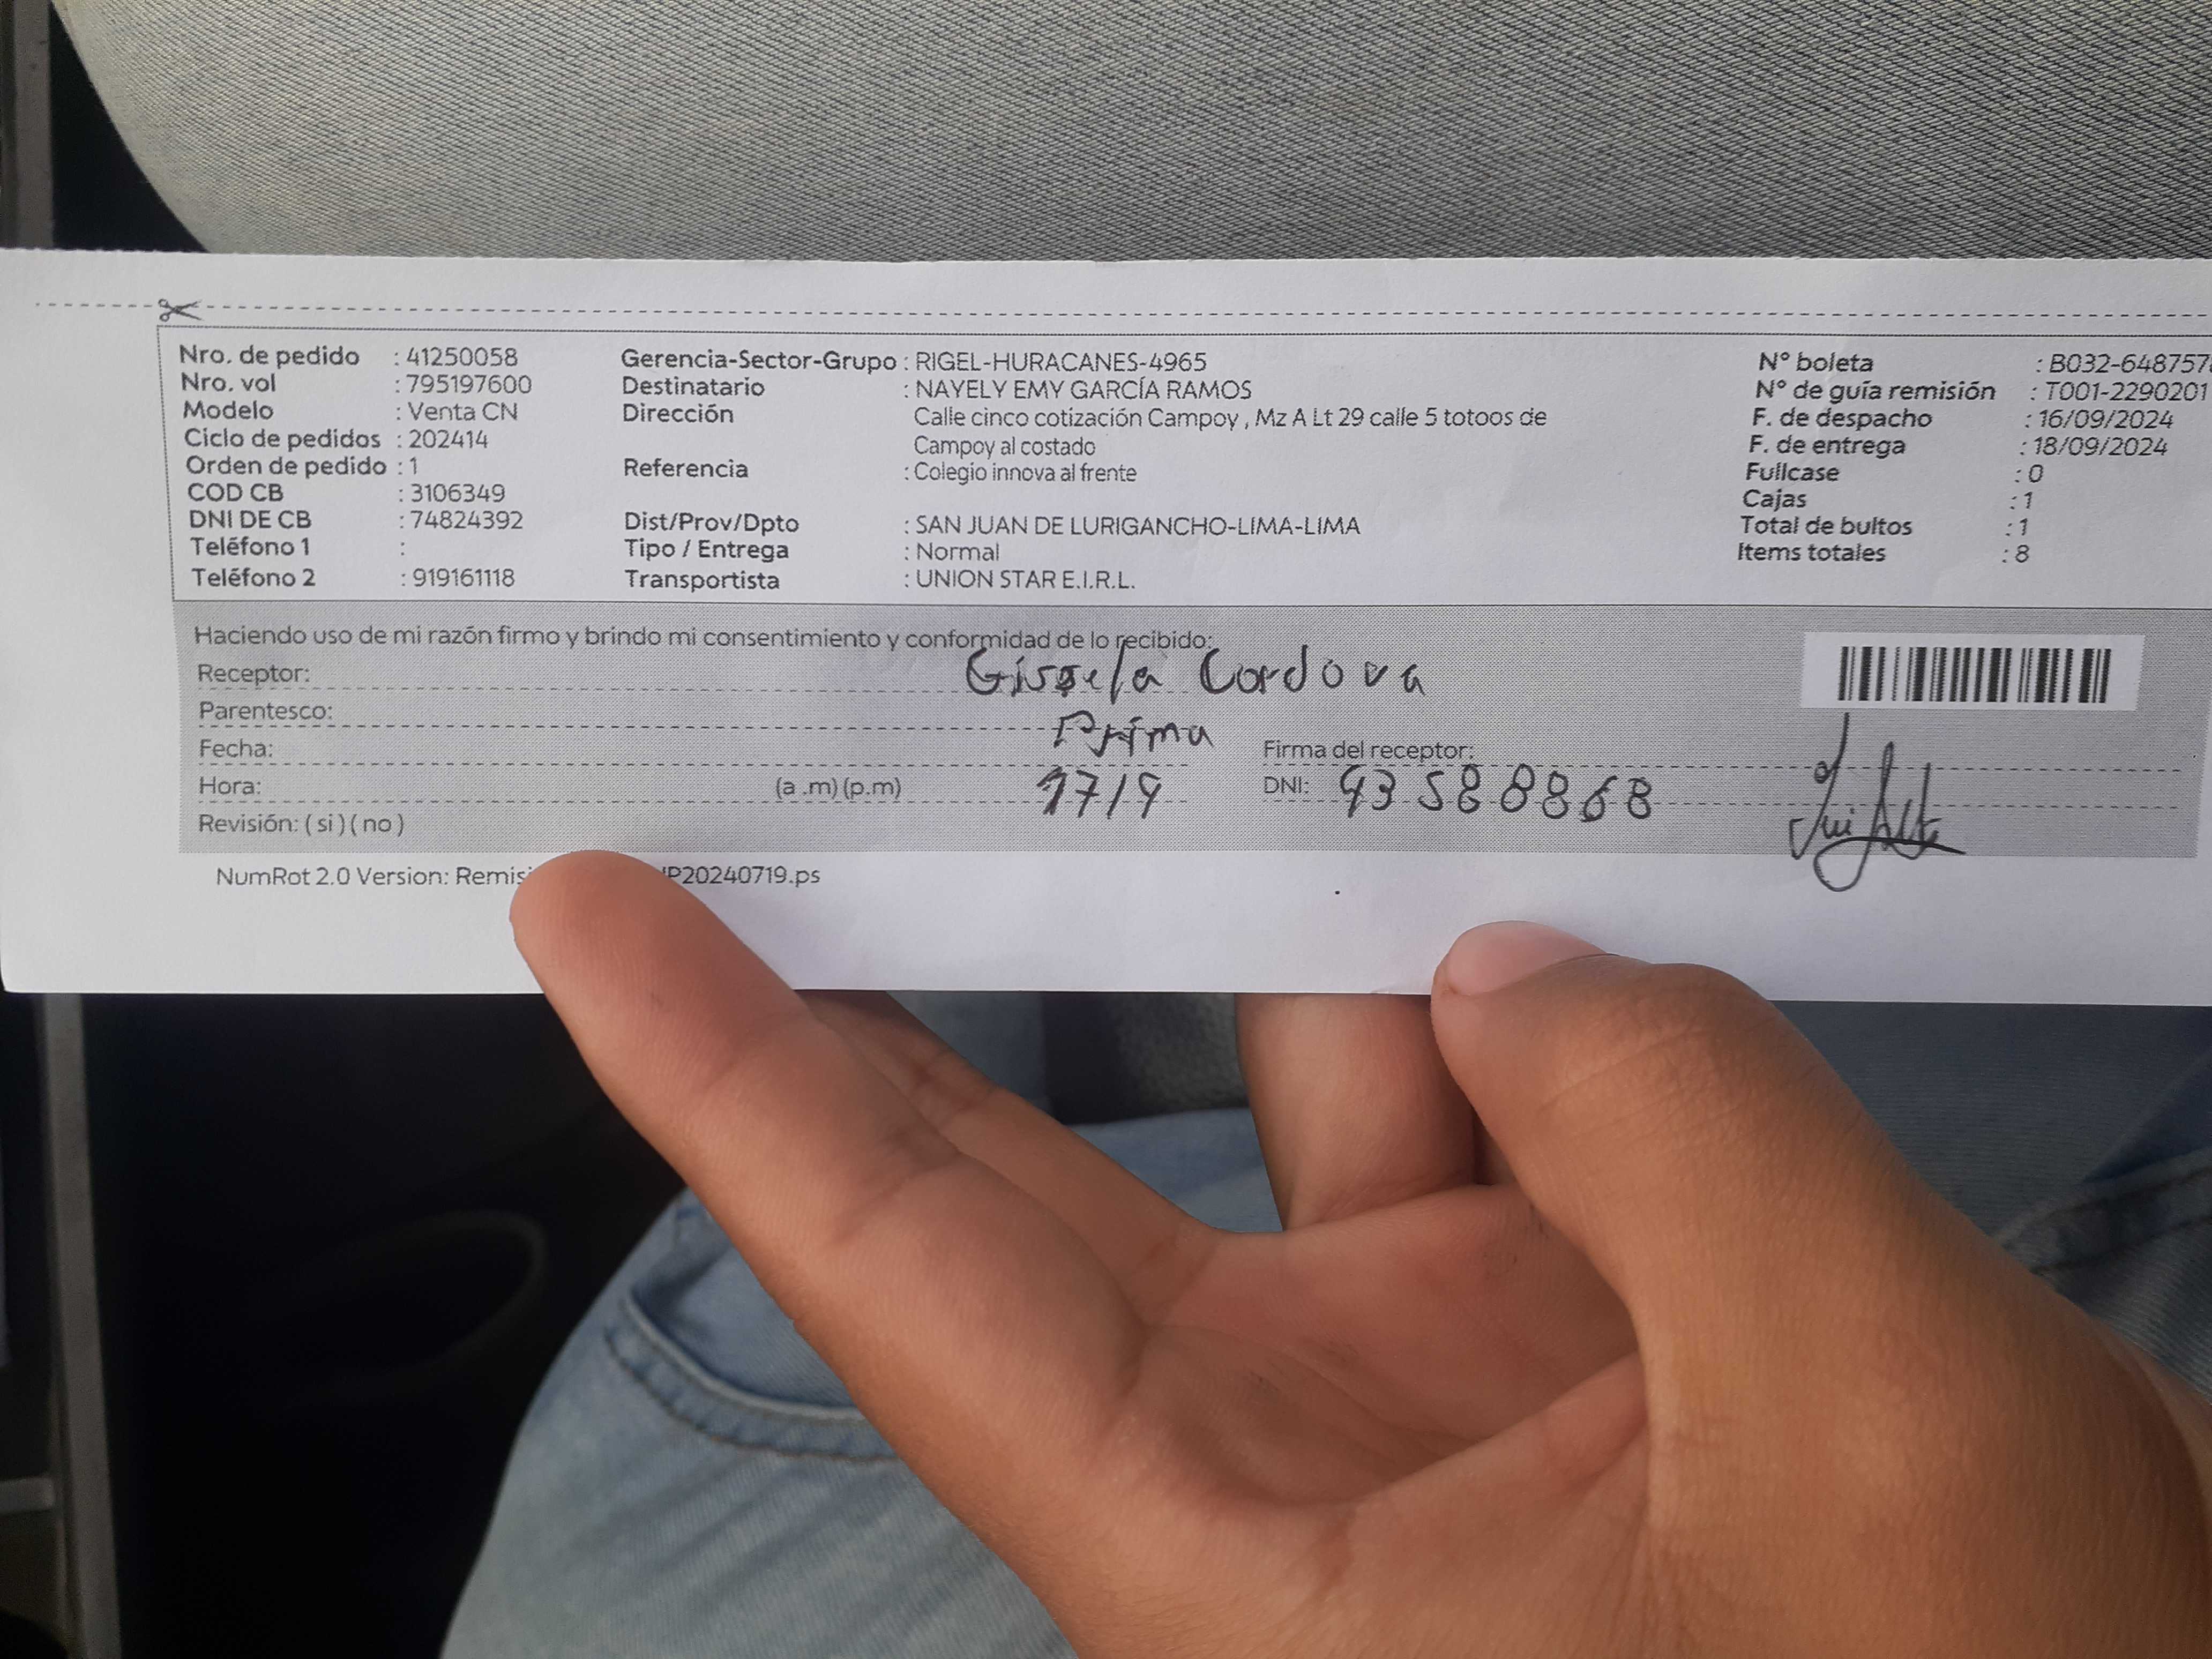 Nro. de pedido : 41250058
Nro. vol : 795197600
Modelo : Venta CN
Ciclo de pedidos : 202414
Orden de pedido : 1
COD CB : 3106349
DNI DE CB : 74824392
Teléfono 1 :
Teléfono 2 : 919161118
Gerencia-Sector-Grupo : RIGEL-HURACANES-4965
Destinatario : NAYELY EMY GARCÍA RAMOS
Dirección Calle cinco cotización Campoy , Mz A Lt 29 calle 5 totoos de
Campoy al costado
Referencia : Colegio innova al frente
Dist/Prov/Dpto : SAN JUAN DE LURIGANCHO-LIMA-LIMA
Tipo / Entrega : Normal
Transportista : UNION STAR E.I.R.L.
N° boleta : B032-648757
N° de guía remisión : T001-2290201
F. de despacho : 16/09/2024
F. de entrega : 18/09/2024
Fullcase : 0
Cajas : 1
Total de bultos : 1
Items totales : 8
Haciendo uso de mi razón firmo y brindo mi consentimiento y conformidad de lo recibido:
Receptor: Gissela Cordova
Parentesco: Prima
Fecha: Firma del receptor:
Hora: (a .m) (p.m) 17/9 DNI: 43588868
Revisión: ( si ) ( no )
NumRot 2.0 Version: P20240719.ps